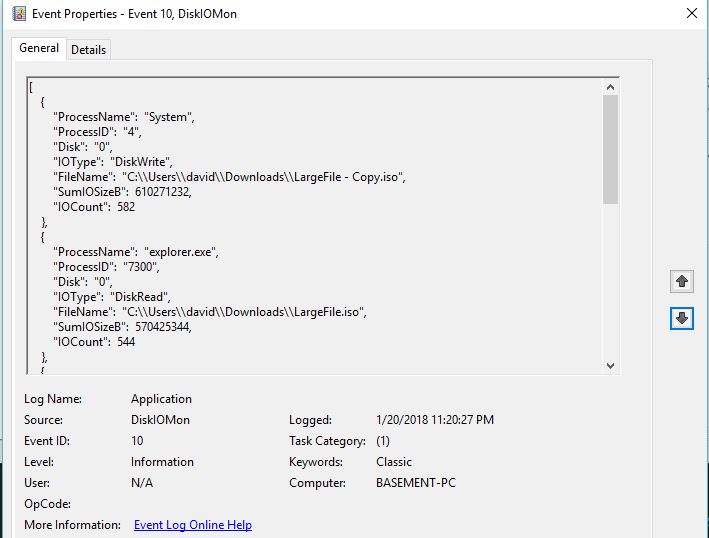 Event Properties - Event 10, DiskIOMon
General Details
[
{
"ProcessName": "System",
"ProcessID": "4",
"Disk": "0",
"IOType": "DiskWrite",
"FileName": "C:\\Users\\david\\Downloads\\LargeFile - Copy.iso",
"SumIOSizeB": 610271232,
"IOCount": 582
},
{
"ProcessName": "explorer.exe",
"ProcessID": "7300",
"Disk": "0",
"IOType": "DiskRead",
"FileName": "C:\\Users\\david\\Downloads\\LargeFile.iso",
"SumIOSizeB": 570425344,
"IOCount": 544
},
{
Log Name: Application
Source: DiskIOMon Logged: 1/20/2018 11:20:27 PM
Event ID: 10 Task Category: (1)
Level: Information Keywords: Classic
User: N/A Computer: BASEMENT-PC
OpCode:
More Information: Event Log Online Help